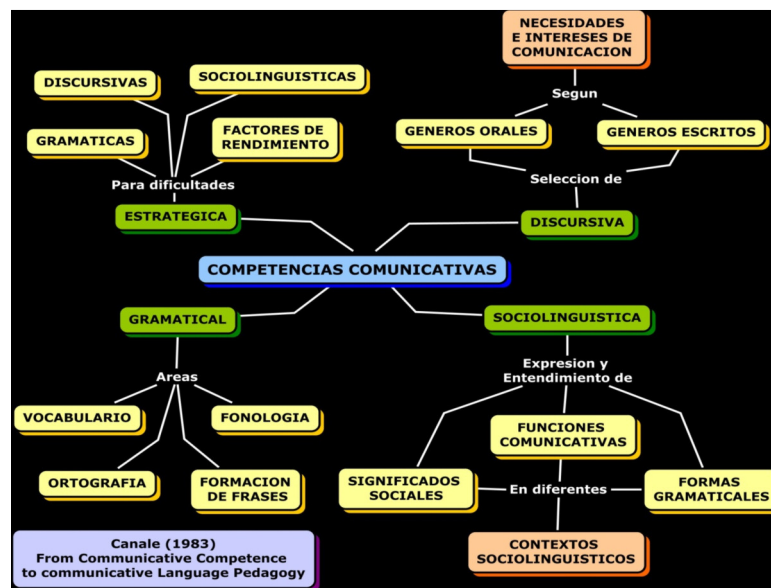 NECESIDADES
E INTERESES DE
COMUNICACION
DISCURSIVAS
SOCIOLINGUISTICAS
Segun
GRAMATICAS
FACTORES DE
RENDIMIENTO
GENEROS ORALES
GENEROS ESCRITOS
Para dificultades
Seleccion de
ESTRATEGICA
DISCURSIVA
COMPETENCIAS COMUNICATIVAS
GRAMATICAL
SOCIOLINGUISTICA
Areas
Expresion y
Entendimiento de
VOCABULARIO
FONOLOGIA
FUNCIONES
COMUNICATIVAS
ORTOGRAFIA
FORMACION
DE FRASES
SIGNIFICADOS
SOCIALES
En diferentes
FORMAS
GRAMATICALES
Canale (1983)
From Communicative Competence
to communicative Language Pedagogy
CONTEXTOS
SOCIOLINGUISTICOS